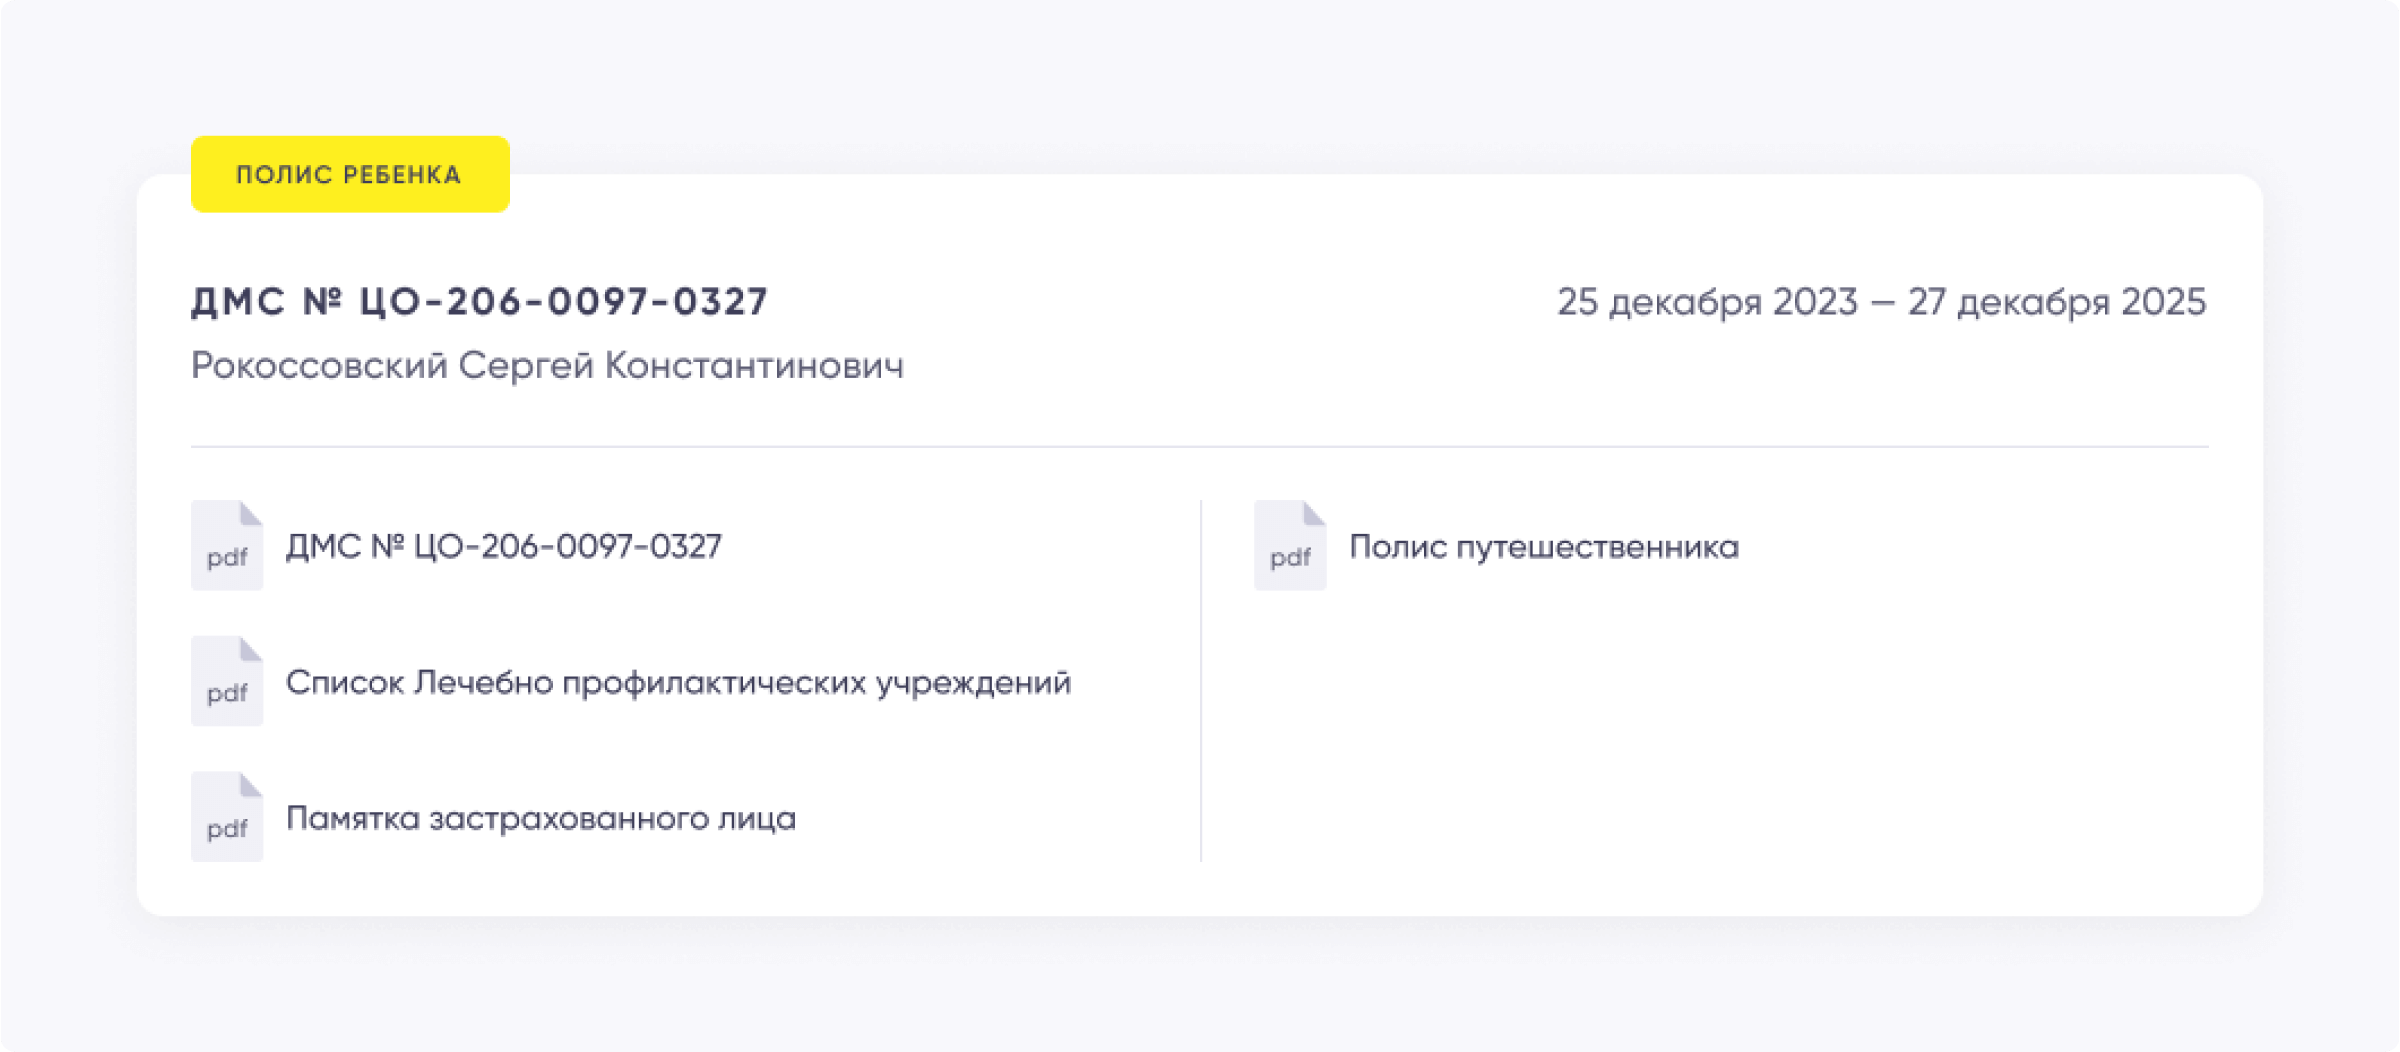 ПОЛИС РЕБЕНКА
ДМС № ЦО-206-0097-0327
25 декабря 2023 — 27 декабря 2025
Рокоссовский Сергей Константинович
pdf ДМС № ЦО-206-0097-0327
pdf Полис путешественника
pdf Список Лечебно профилактических учреждений
pdf Памятка застрахованного лица